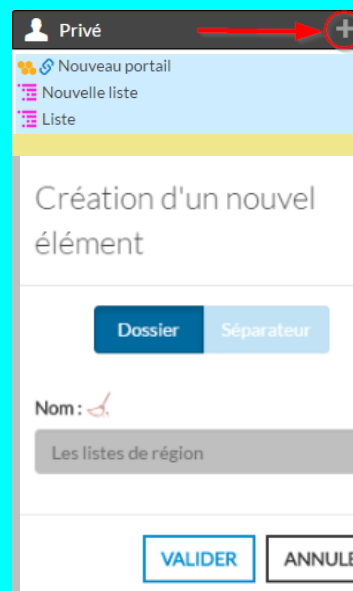 Privé
Nouveau portail
Nouvelle liste
Liste
Création d'un nouvel
élément
Dossier Séparateur
Nom :
Les listes de région
VALIDER ANNULE